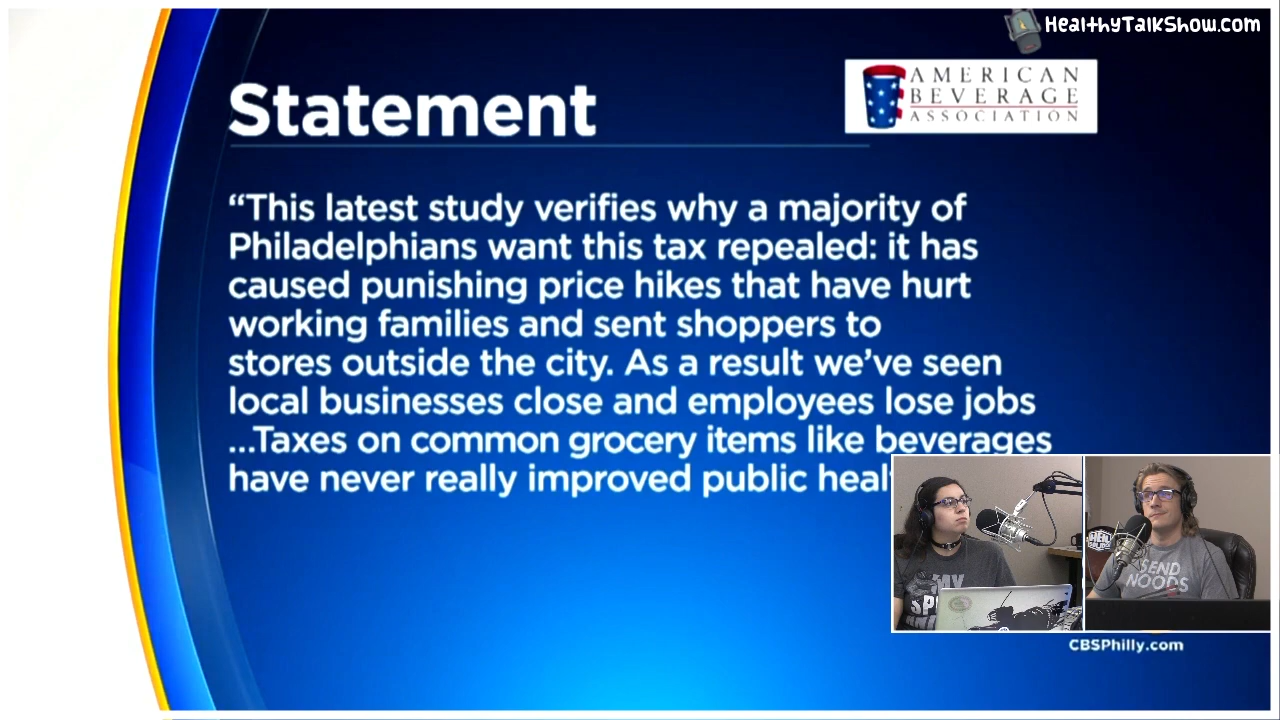 HealthyTalkShow.com
AMERICAN
BEVERAGE
ASSOCIATION
Statement
“This latest study verifies why a majority of
Philadelphians want this tax repealed: it has
caused punishing price hikes that have hurt
working families and sent shoppers to
stores outside the city. As a result we’ve seen
local businesses close and employees lose jobs
...Taxes on common grocery items like beverages
have never really improved public
MY
SEND
NOODS
CBSPhilly.com